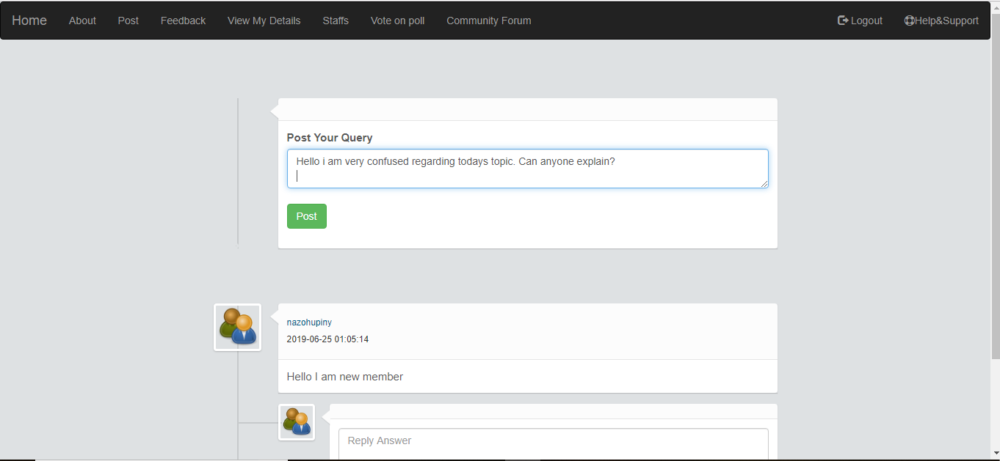 Home About Post Feedback View My Details Staffs Vote on poll Community Forum Logout Help&Support
Post Your Query
Hello i am very confused regarding todays topic. Can anyone explain?
Post
nazohupiny
2019-06-25 01:05:14
Hello I am new member
Reply Answer